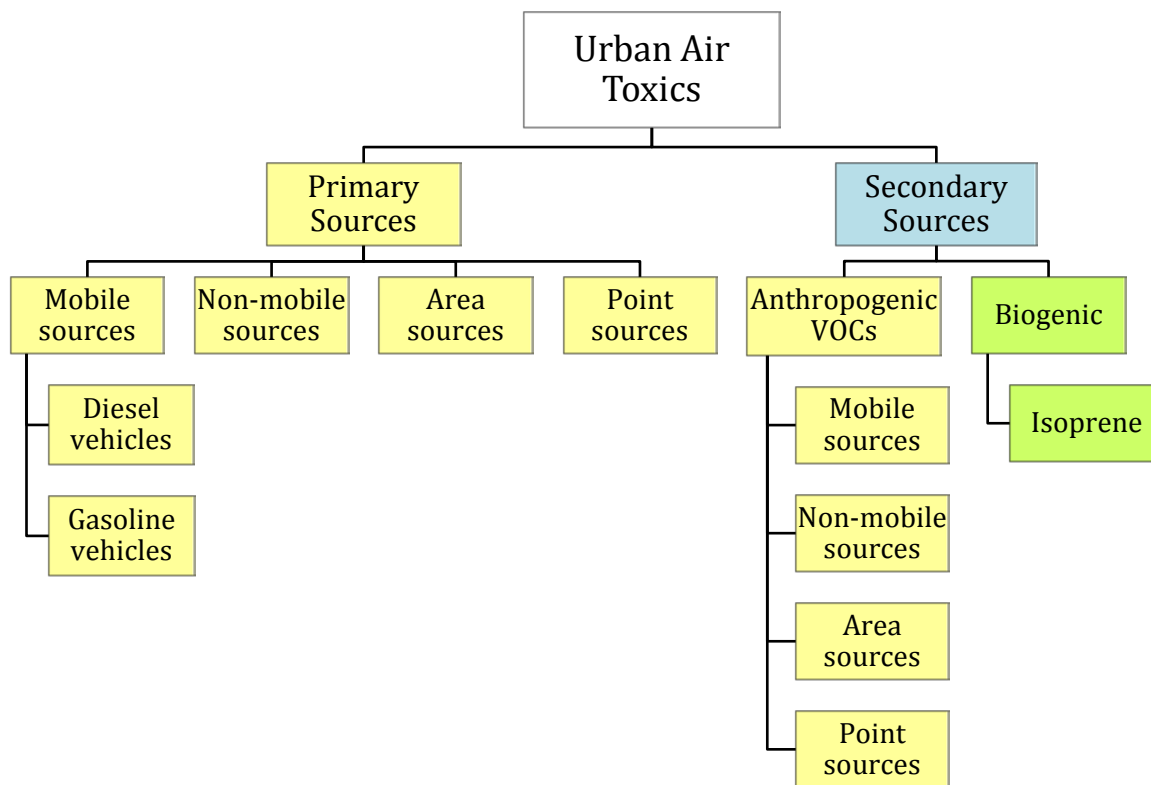 Urban Air
Toxics
Primary
Sources
Secondary
Sources
Mobile
sources
Non-mobile
sources
Area
sources
Point
sources
Anthropogenic
VOCs
Biogenic
Diesel
vehicles
Gasoline
vehicles
Mobile
sources
Non-mobile
sources
Area
sources
Point
sources
Isoprene